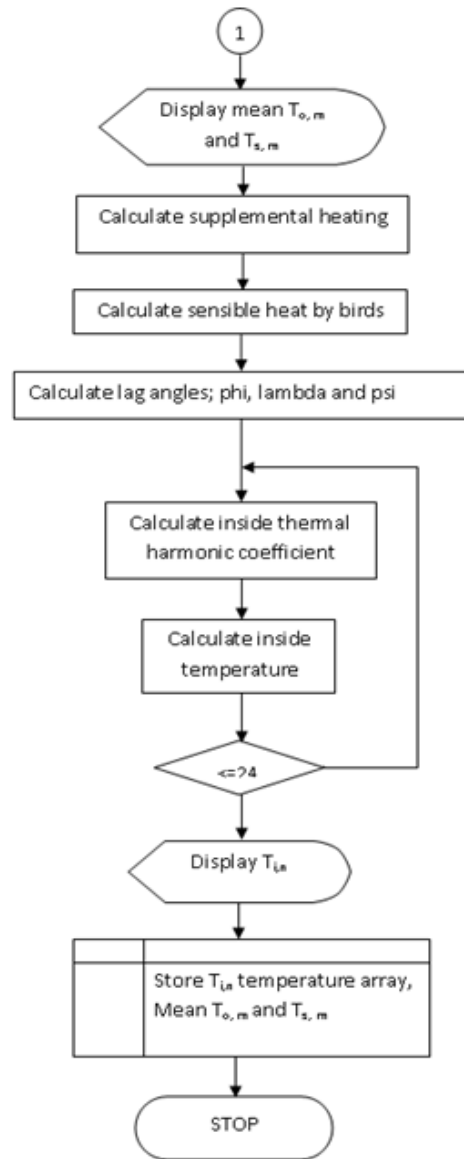 1
Display mean To, m
and Ts, m
Calculate supplemental heating
Calculate sensible heat by birds
Calculate lag angles; phi, lambda and psi
Calculate inside thermal
harmonic coefficient
Calculate inside
temperature
<=24
Display Ti,n
Store Ti,n temperature array,
Mean To, m and Ts, m
STOP